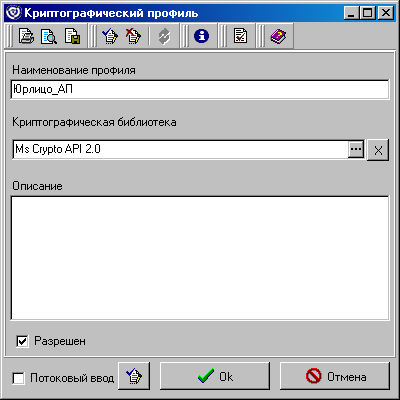 Криптографический профиль
Наименование профиля
Юрлицо_АП
Криптографическая библиотека
Ms Crypto API 2.0
...
X
Описание
Разрешен
Потоковый ввод
Ok
Отмена